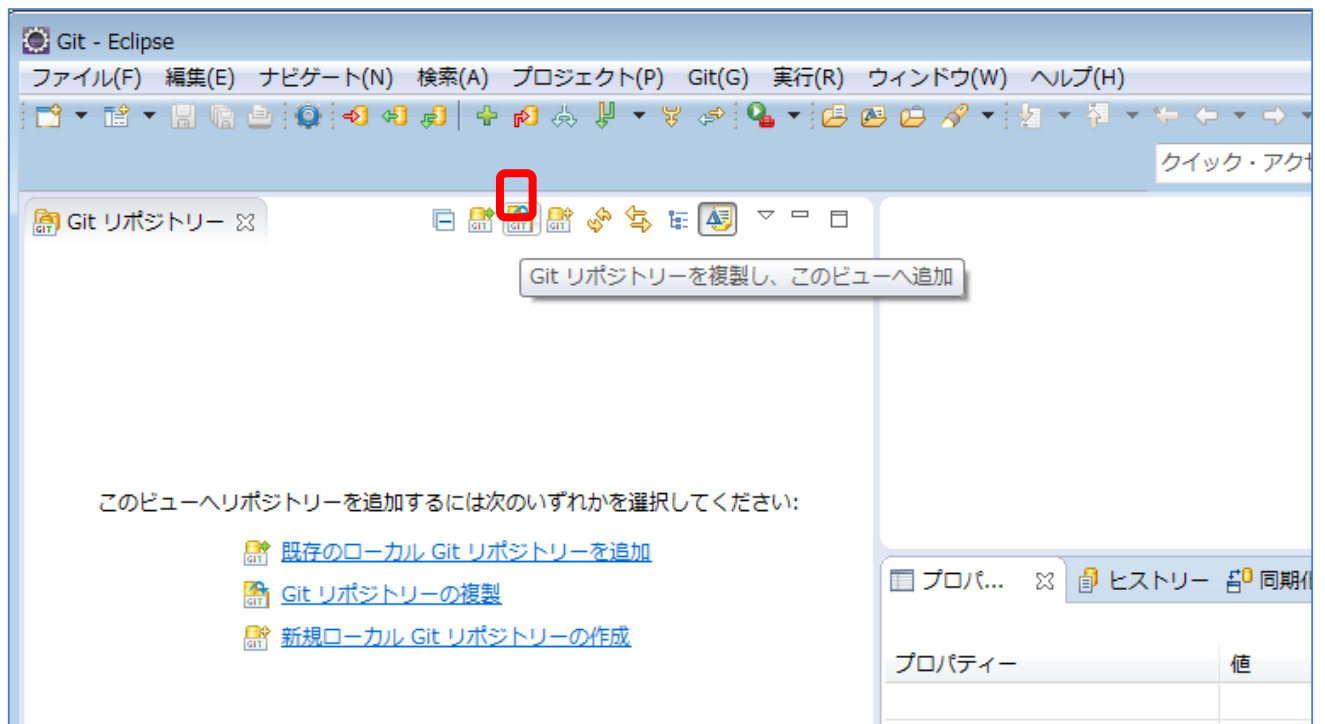 Git - Eclipse
ファイル(F) 編集(E) ナビゲート(N) 検索(A) プロジェクト(P) Git(G) 実行(R) ウィンドウ(W) ヘルプ(H)
クイック・アクセ
Git リポジトリー
Git リポジトリーを複製し、このビューへ追加
このビューへリポジトリーを追加するには次のいずれかを選択してください:
既存のローカル Git リポジトリーを追加
Git リポジトリーの複製
新規ローカル Git リポジトリーの作成
プロパ... ヒストリー 同期化
プロパティー 値